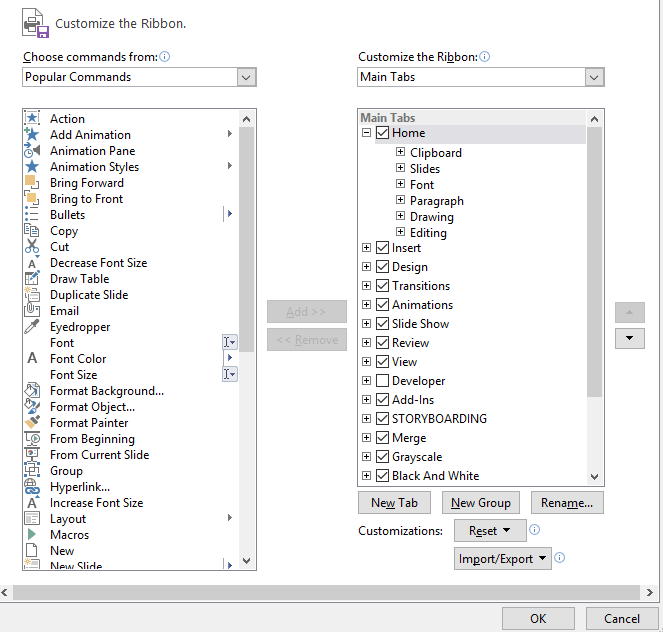 Customize the Ribbon.
Choose commands from:
Popular Commands
Action
Add Animation
Animation Pane
Animation Styles
Bring Forward
Bring to Front
Bullets
Copy
Cut
Decrease Font Size
Draw Table
Duplicate Slide
Email
Eyedropper
Font
Font Color
Font Size
Format Background...
Format Object...
Format Painter
From Beginning
From Current Slide
Group
Hyperlink...
Increase Font Size
Layout
Macros
New
New Slide
Add >>
<< Remove
Customize the Ribbon:
Main Tabs
Main Tabs
Home
Clipboard
Slides
Font
Paragraph
Drawing
Editing
Insert
Design
Transitions
Animations
Slide Show
Review
View
Developer
Add-Ins
STORYBOARDING
Merge
Grayscale
Black And White
New Tab
New Group
Rename...
Customizations:
Reset
Import/Export
OK
Cancel